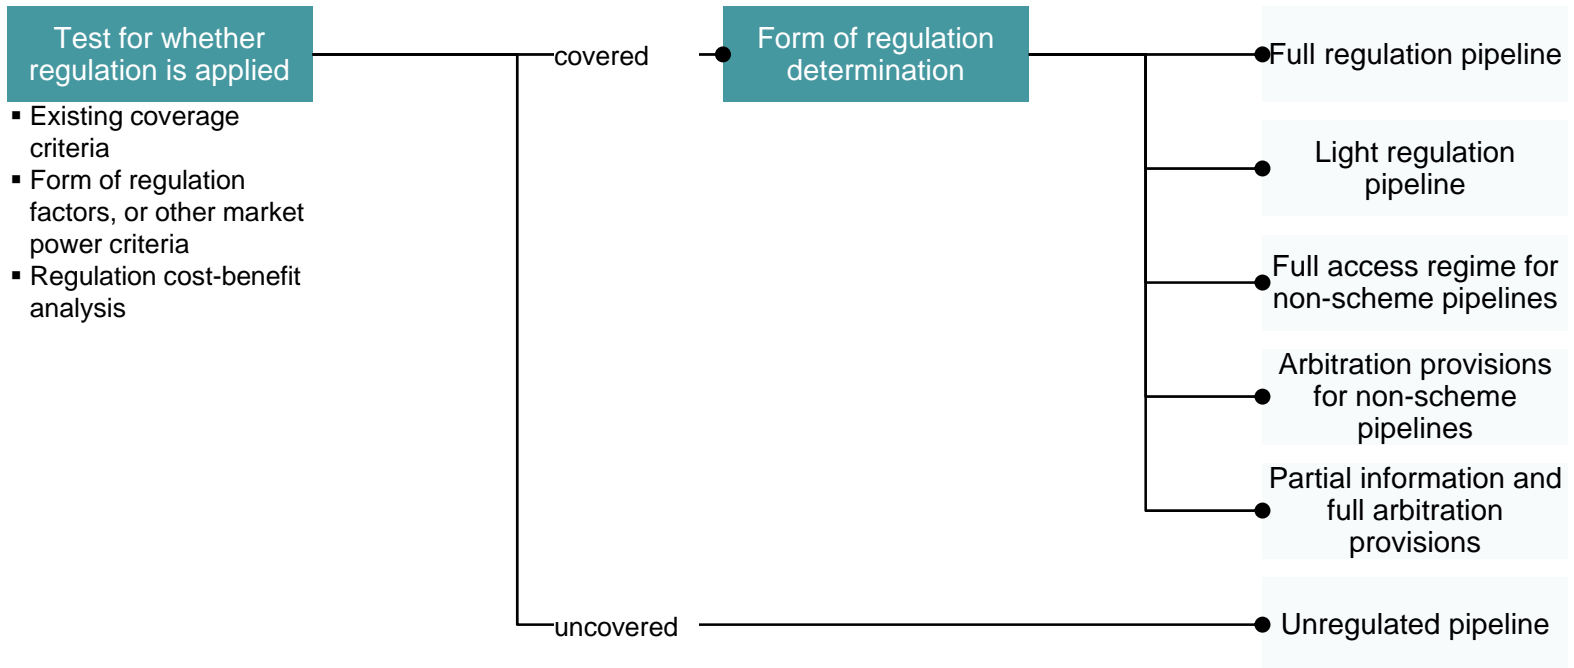 Test for whether
regulation is applied
▪ Existing coverage
criteria
▪ Form of regulation
factors, or other market
power criteria
▪ Regulation cost-benefit
analysis
covered
uncovered
Form of regulation
determination
Full regulation pipeline
Light regulation
pipeline
Full access regime for
non-scheme pipelines
Arbitration provisions
for non-scheme
pipelines
Partial information and
full arbitration
provisions
Unregulated pipeline